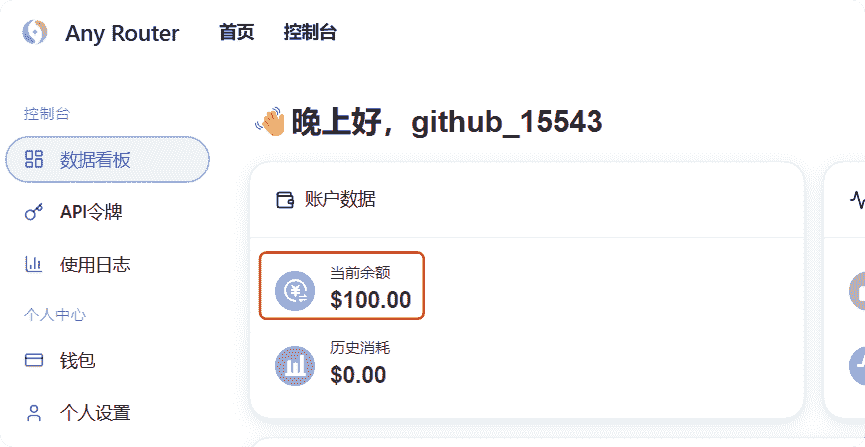 Any Router
首页
控制台
控制台
数据看板
API令牌
使用日志
个人中心
钱包
个人设置
晚上好，github_15543
账户数据
当前余额
$100.00
历史消耗
$0.00